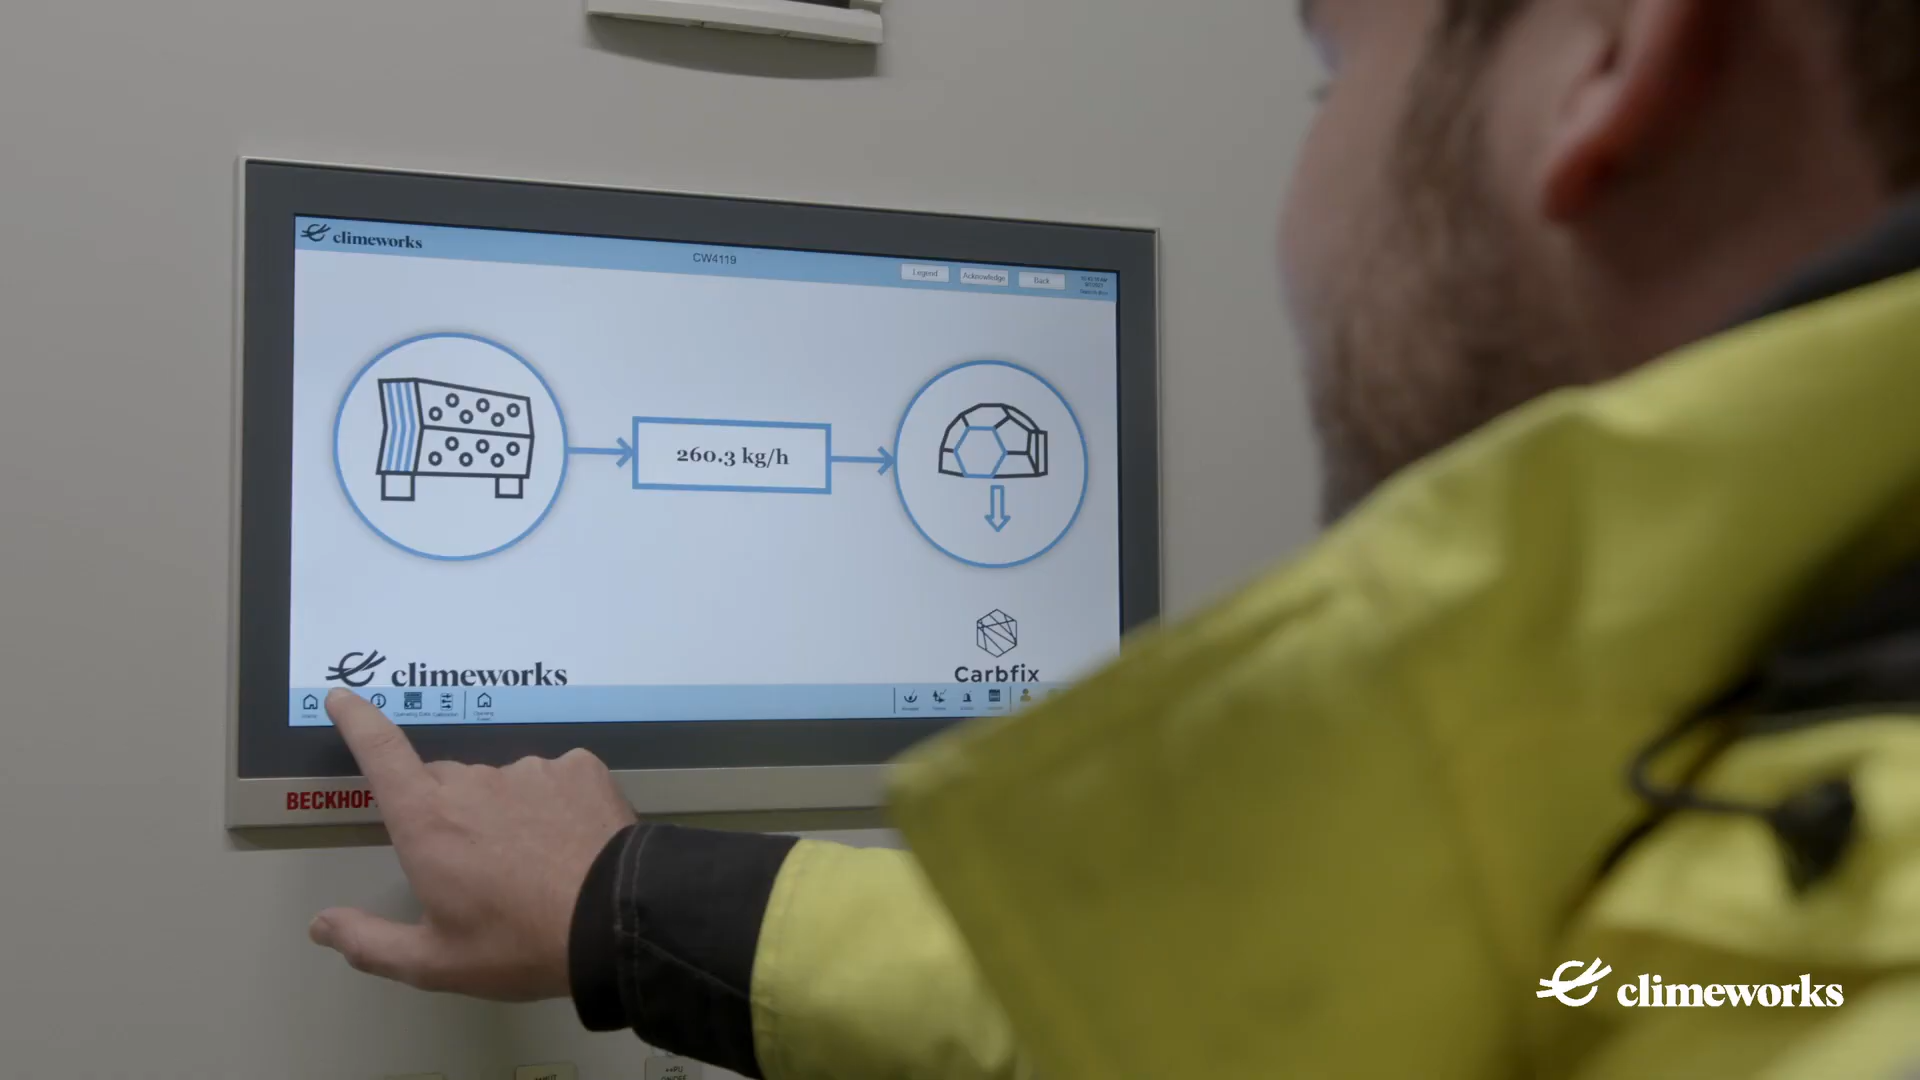 climeworks
CW4119
Legend
Acknowledge
Back
260.3 kg/h
climeworks
Carbfix
BECKHOF
climeworks